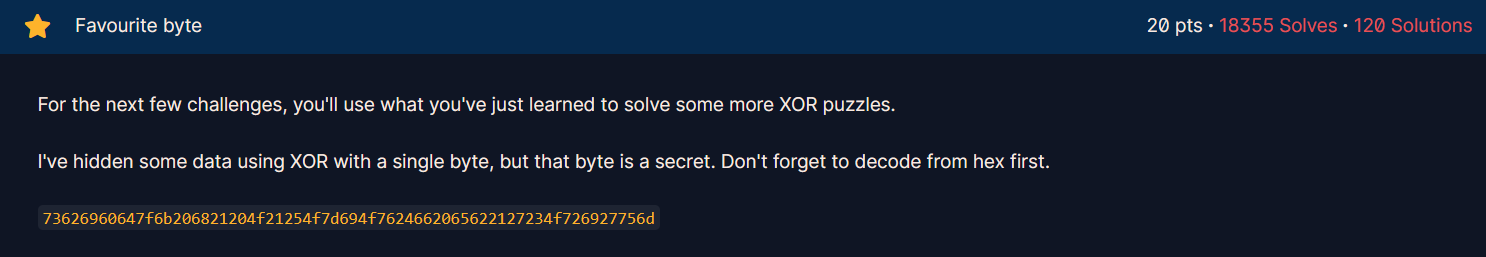 Favourite byte 20 pts · 18355 Solves · 120 Solutions
For the next few challenges, you'll use what you've just learned to solve some more XOR puzzles.
I've hidden some data using XOR with a single byte, but that byte is a secret. Don't forget to decode from hex first.
73626960647f6b206821204f21254f7d694f7624662065622127234f726927756d